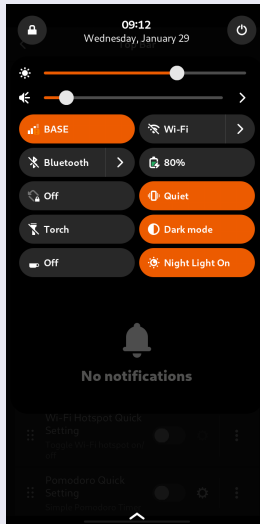 09:12
Wednesday, January 29
BASE
Wi-Fi
Bluetooth
80%
Off
Quiet
Torch
Dark mode
Off
Night Light On
No notifications
Wi-Fi Hotspot Quick
Setting
Pomodoro Quick
Setting